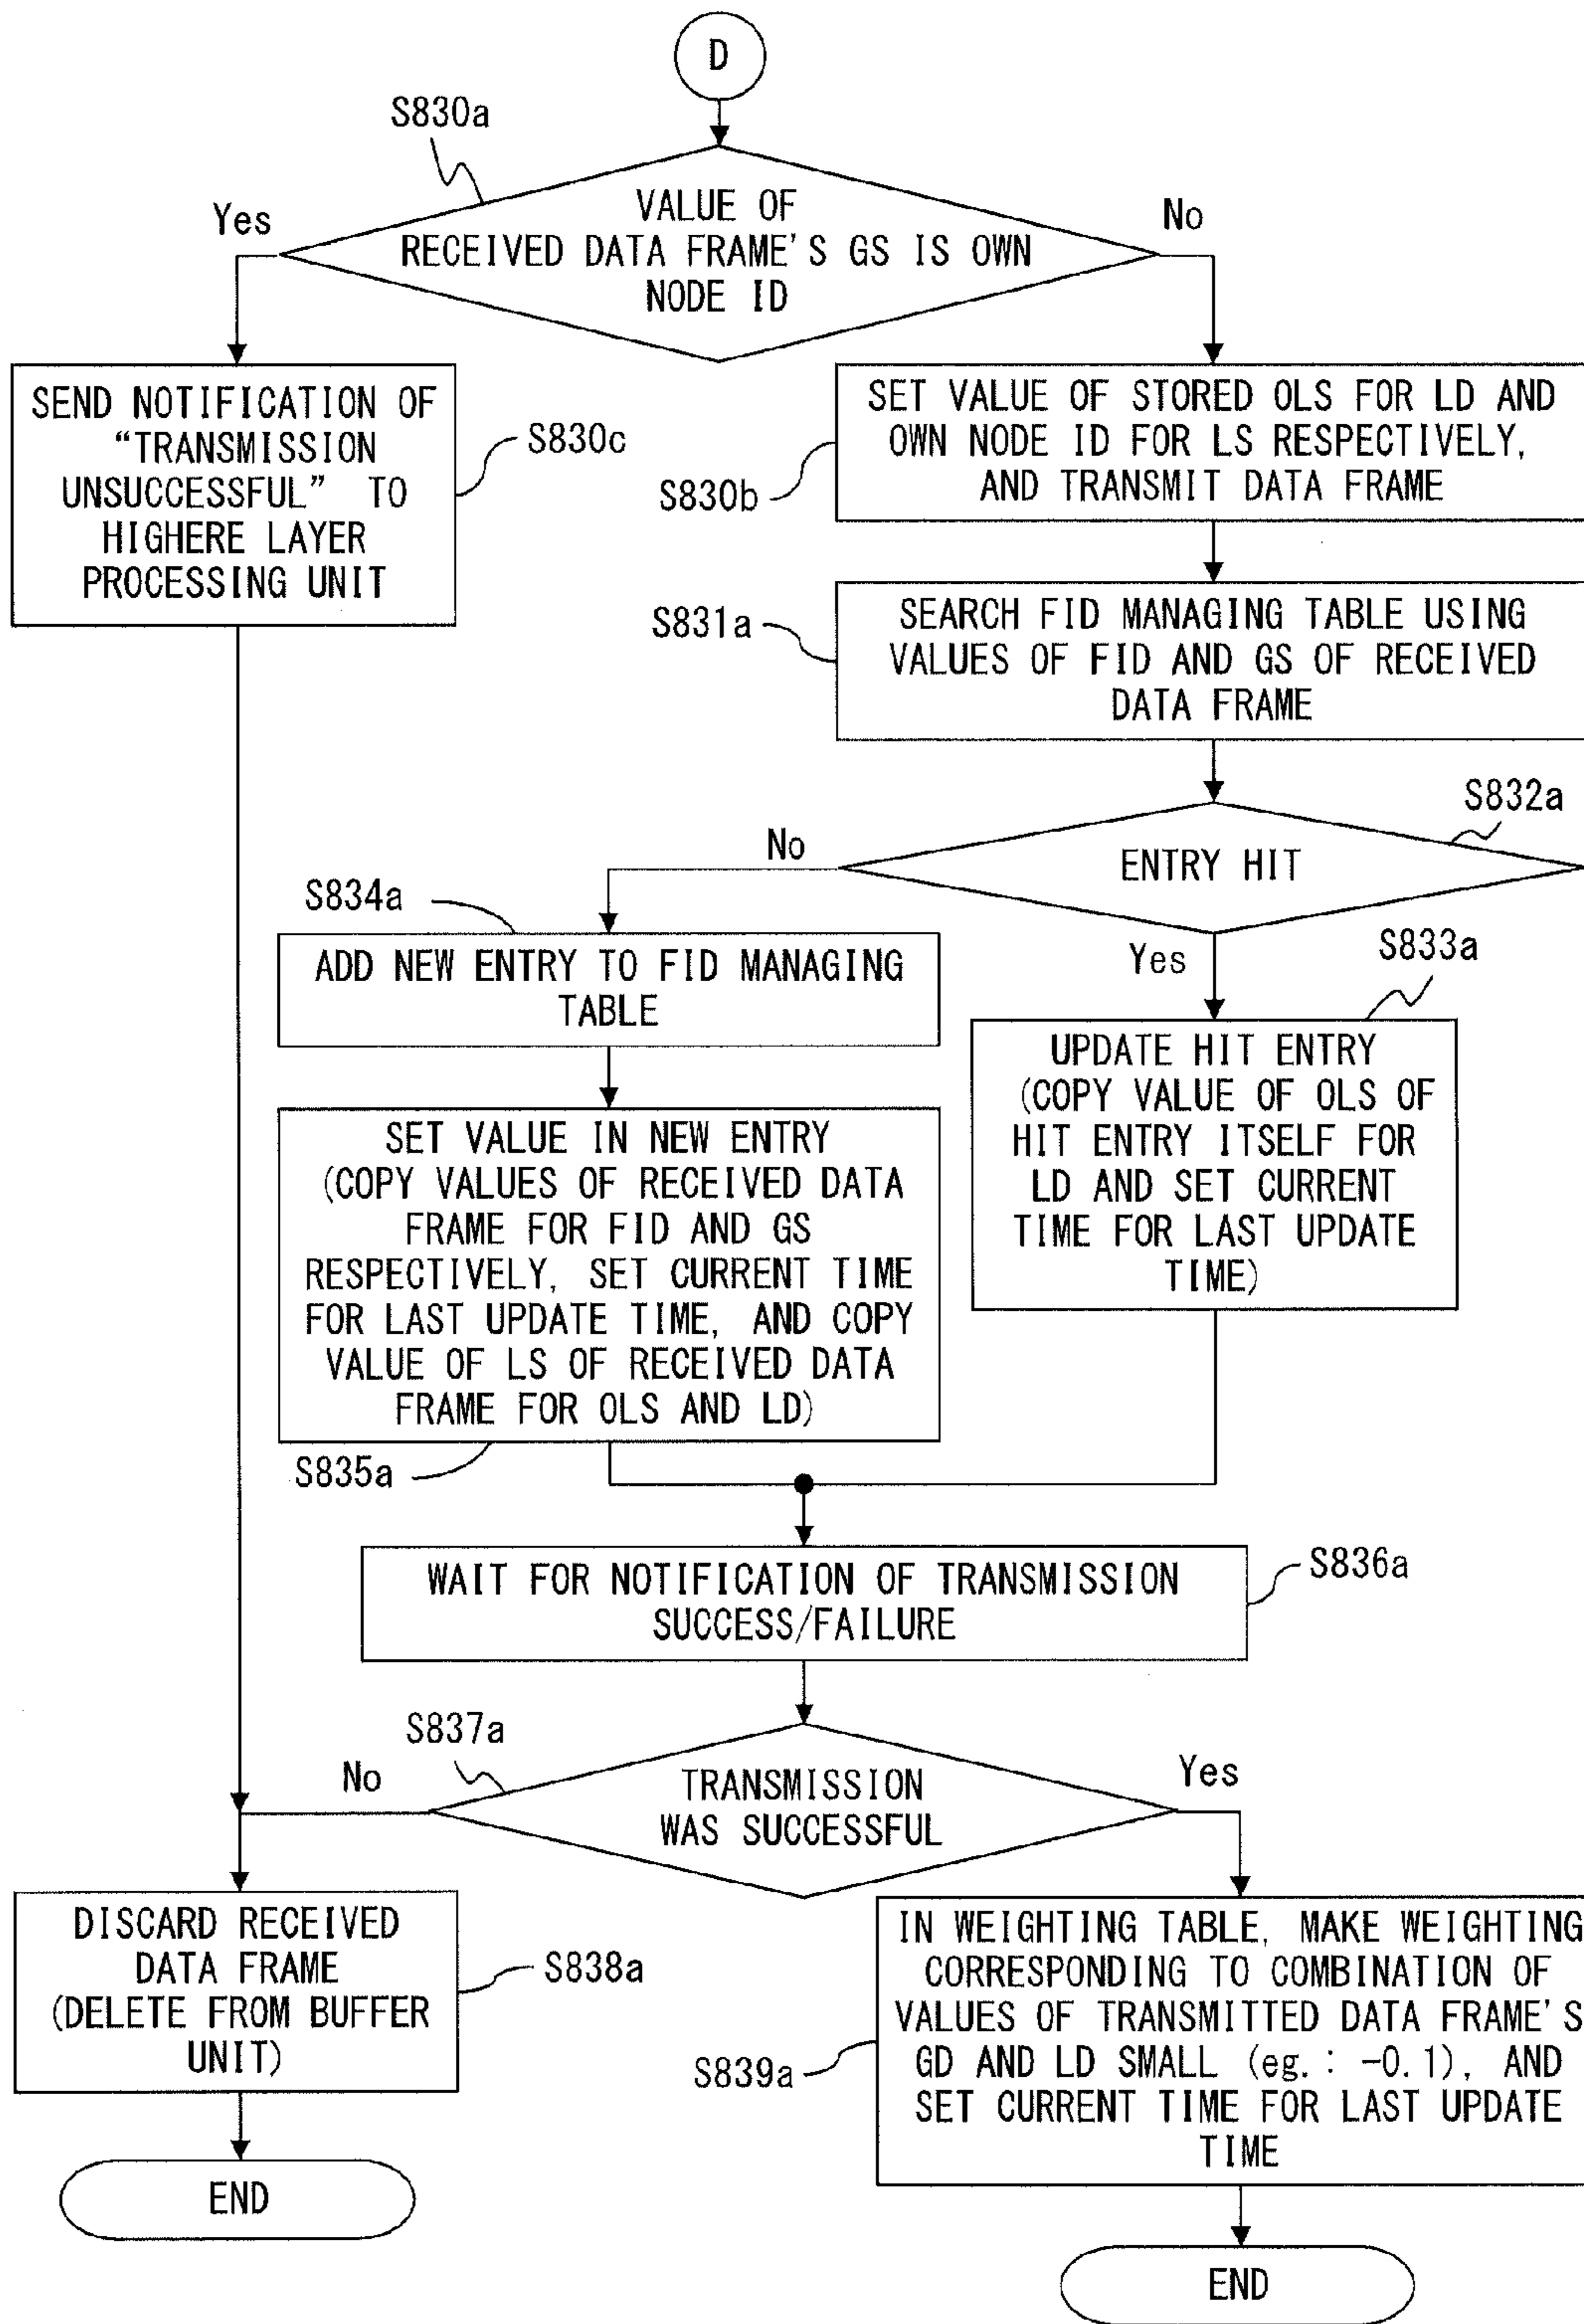 D
S830a
VALUE OF
RECEIVED DATA FRAME'S GS IS OWN
NODE ID
Yes
No
SEND NOTIFICATION OF
“TRANSMISSION
UNSUCCESSFUL” TO
HIGHERE LAYER
PROCESSING UNIT
S830c
SET VALUE OF STORED OLS FOR LD AND
OWN NODE ID FOR LS RESPECTIVELY,
AND TRANSMIT DATA FRAME
S830b
SEARCH FID MANAGING TABLE USING
VALUES OF FID AND GS OF RECEIVED
DATA FRAME
S831a
S832a
ENTRY HIT
No
Yes
S834a
ADD NEW ENTRY TO FID MANAGING
TABLE
S833a
UPDATE HIT ENTRY
(COPY VALUE OF OLS OF
HIT ENTRY ITSELF FOR
LD AND SET CURRENT
TIME FOR LAST UPDATE
TIME)
SET VALUE IN NEW ENTRY
(COPY VALUES OF RECEIVED DATA
FRAME FOR FID AND GS
RESPECTIVELY, SET CURRENT TIME
FOR LAST UPDATE TIME, AND COPY
VALUE OF LS OF RECEIVED DATA
FRAME FOR OLS AND LD)
S835a
WAIT FOR NOTIFICATION OF TRANSMISSION
SUCCESS/FAILURE
S836a
S837a
TRANSMISSION
WAS SUCCESSFUL
No
Yes
DISCARD RECEIVED
DATA FRAME
(DELETE FROM BUFFER
UNIT)
S838a
IN WEIGHTING TABLE, MAKE WEIGHTING
CORRESPONDING TO COMBINATION OF
VALUES OF TRANSMITTED DATA FRAME'S
GD AND LD SMALL (eg.: -0.1), AND
SET CURRENT TIME FOR LAST UPDATE
TIME
S839a
END
END